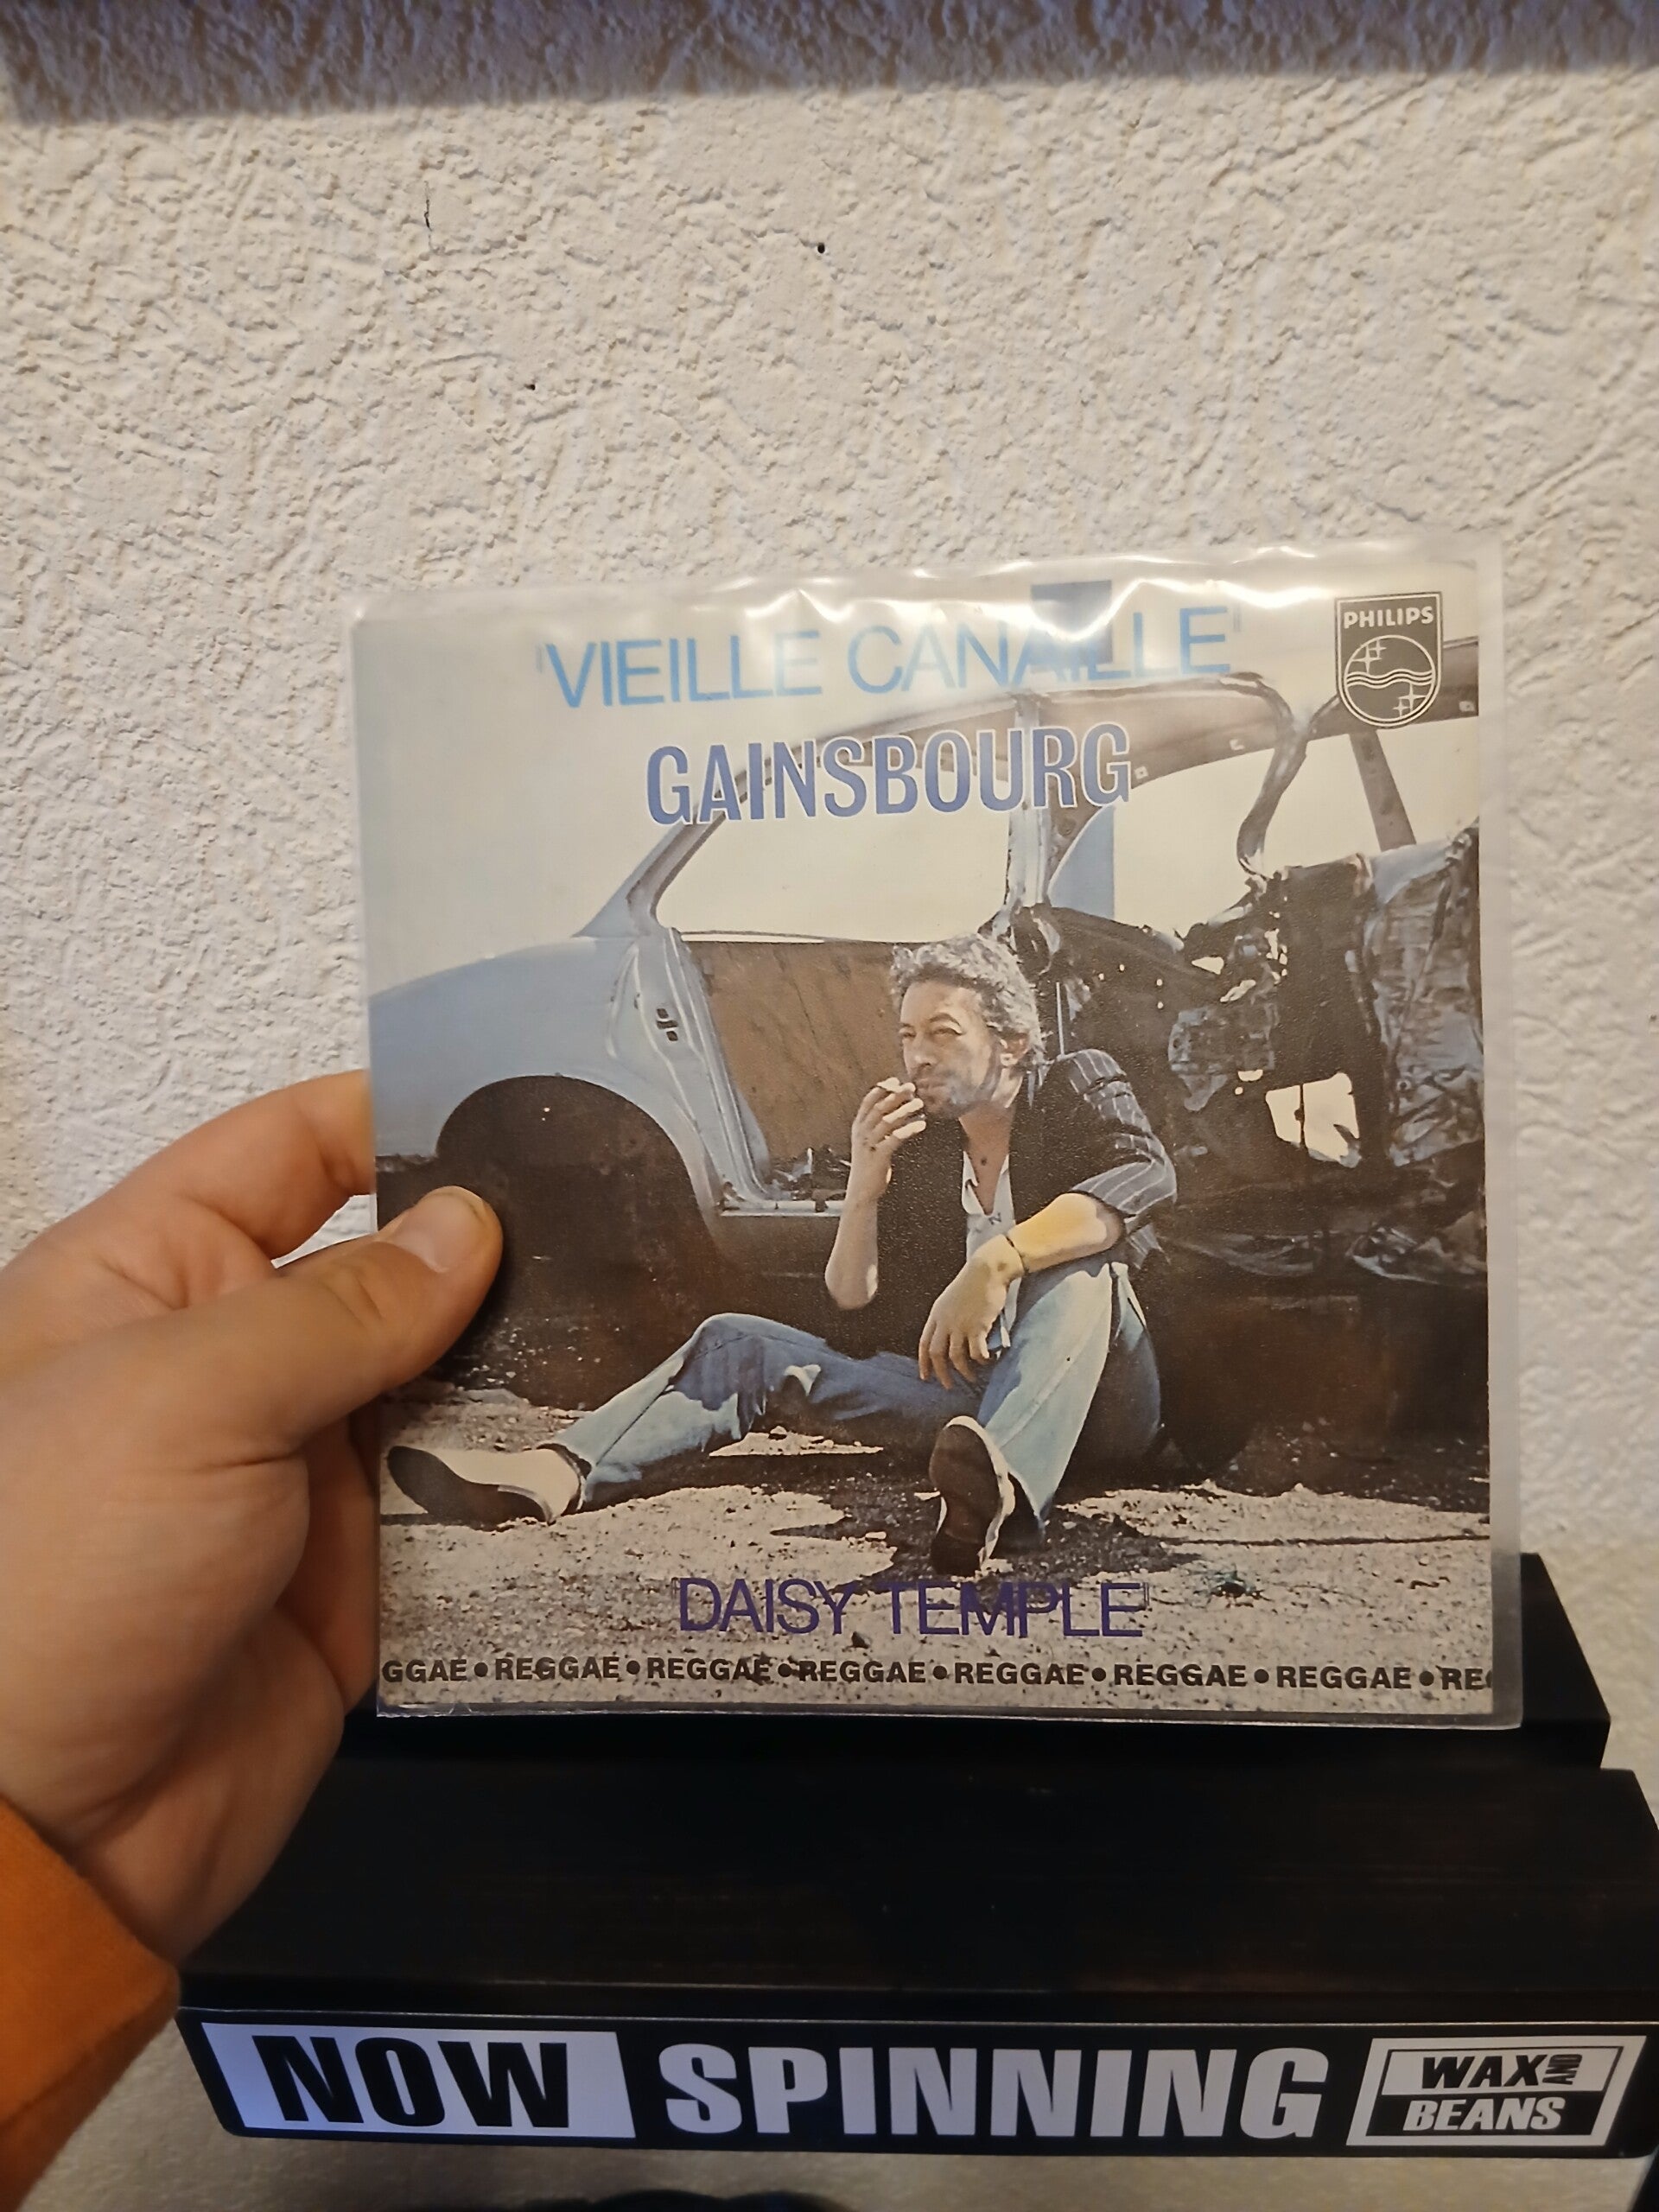 'VIEILLE CANAILLE'
PHILIPS
GAINSBOURG
'DAISY TEMPLE'
GGAE • REGGAE • REGGAE • REGGAE • REGGAE • REGGAE • REGGAE • RE
NOW SPINNING
WAX AND
BEANS